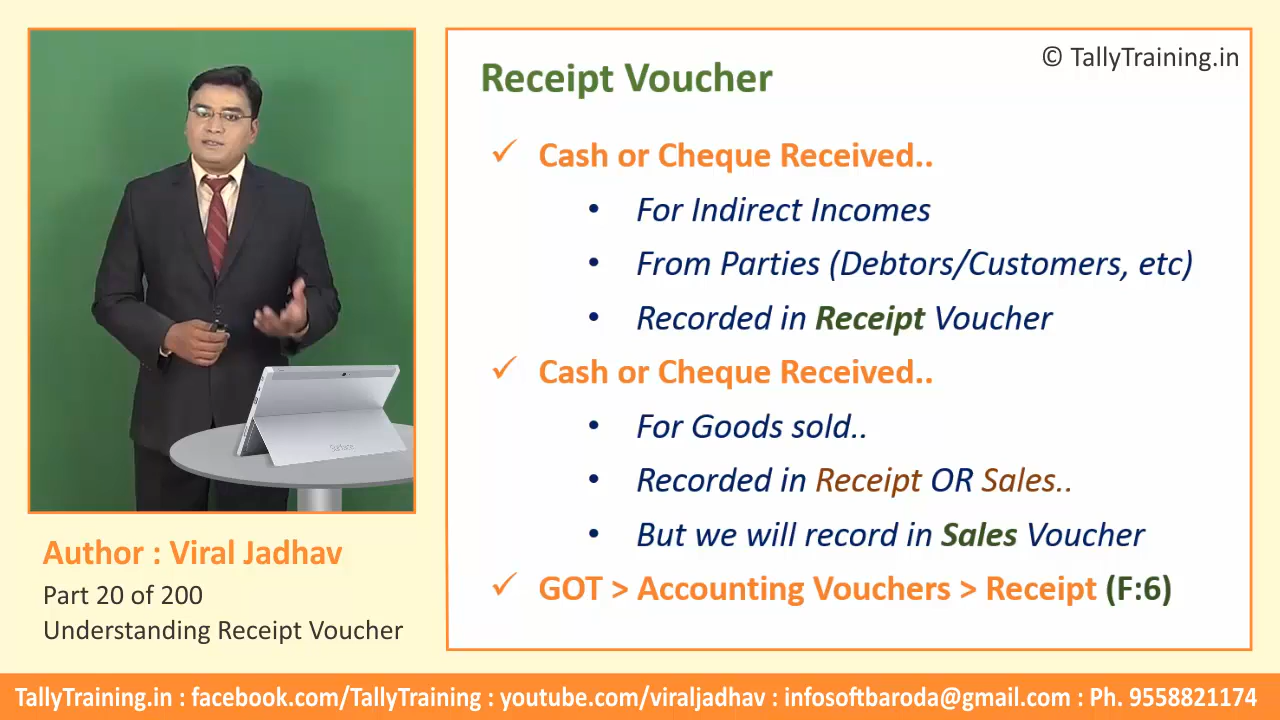 © TallyTraining.in
Receipt Voucher
Cash or Cheque Received..
For Indirect Incomes
From Parties (Debtors/Customers, etc)
Recorded in Receipt Voucher
Cash or Cheque Received..
For Goods sold..
Recorded in Receipt OR Sales..
But we will record in Sales Voucher
GOT > Accounting Vouchers > Receipt (F:6)
Surface
Author : Viral Jadhav
Part 20 of 200
Understanding Receipt Voucher
TallyTraining.in : facebook.com/TallyTraining : youtube.com/viraljadhav : infosoftbaroda@gmail.com : Ph. 9558821174